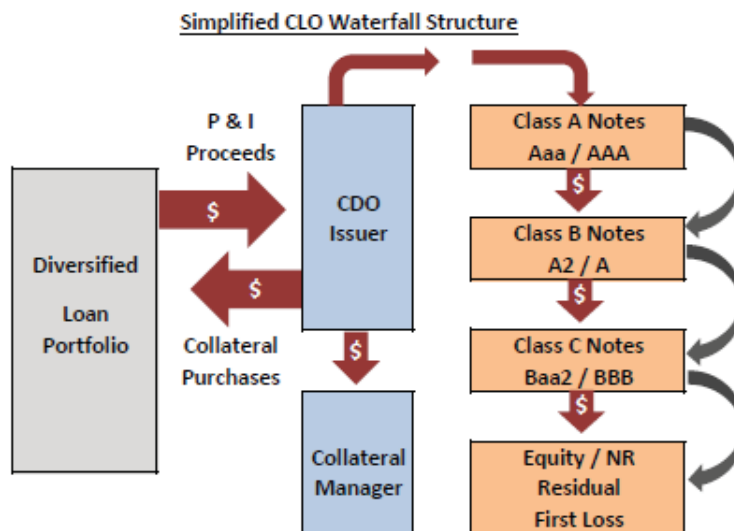 Simplified CLO Waterfall Structure
P & I
Proceeds
$
Diversified
Loan
Portfolio
$
Collateral
Purchases
CDO
Issuer
$
Collateral
Manager
Class A Notes
Aaa / AAA
$
Class B Notes
A2 / A
$
Class C Notes
Baa2 / BBB
$
Equity / NR
Residual
First Loss